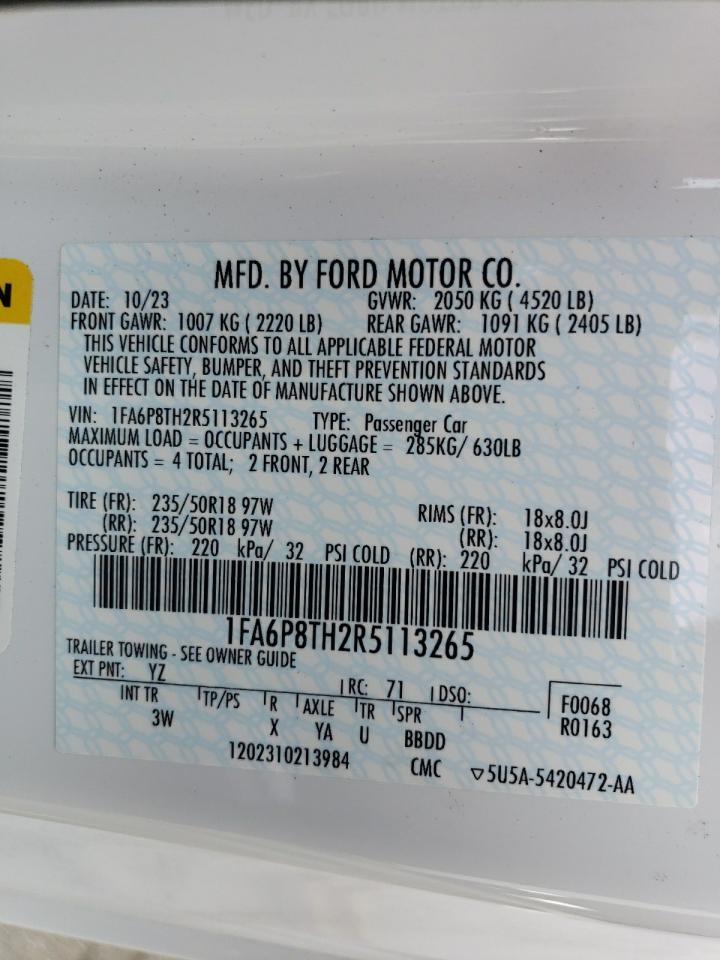 MFD. BY FORD MOTOR CO.
DATE: 10/23 GVWR: 2050 KG ( 4520 LB)
FRONT GAWR: 1007 KG ( 2220 LB) REAR GAWR: 1091 KG ( 2405 LB)
THIS VEHICLE CONFORMS TO ALL APPLICABLE FEDERAL MOTOR
VEHICLE SAFETY, BUMPER, AND THEFT PREVENTION STANDARDS
IN EFFECT ON THE DATE OF MANUFACTURE SHOWN ABOVE.
VIN: 1FA6P8TH2R5113265 TYPE: Passenger Car
MAXIMUM LOAD = OCCUPANTS + LUGGAGE = 285KG/ 630LB
OCCUPANTS = 4 TOTAL; 2 FRONT, 2 REAR
TIRE (FR): 235/50R18 97W RIMS (FR): 18x8.0J
(RR): 235/50R18 97W (RR): 18x8.0J
PRESSURE (FR): 220 kPa/ 32 PSI COLD (RR): 220 kPa/ 32 PSI COLD
1FA6P8TH2R5113265
TRAILER TOWING - SEE OWNER GUIDE
EXT PNT: YZ RC: 71 DSO: F0068
INT TR TP/PS R AXLE TR SPR R0163
3W X YA U BBDD
1202310213984 CMC ▽5U5A-5420472-AA
N